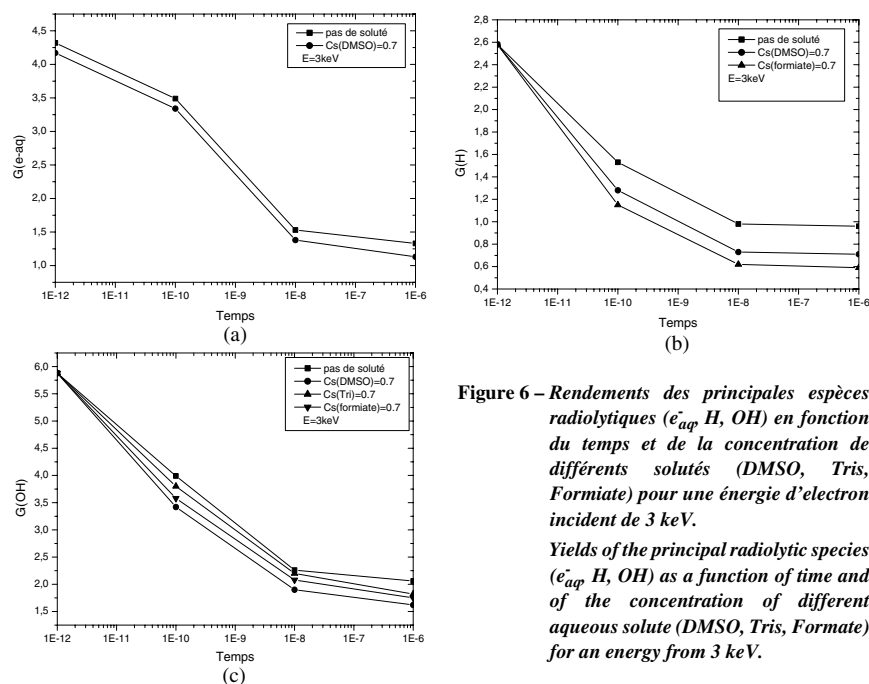 4,5
4,0
3,5
3,0
2,5
2,0
1,5
1,0
G(e-aq)
pas de soluté
Cs(DMSO)=0.7
E=3keV
1E-12 1E-11 1E-10 1E-9 1E-8 1E-7 1E-6
Temps
(a)
2,8
2,6
2,4
2,2
2,0
1,8
1,6
1,4
1,2
1,0
0,8
0,6
0,4
G(H)
pas de soluté
Cs(DMSO)=0.7
Cs(formiate)=0.7
E=3keV
1E-12 1E-11 1E-10 1E-9 1E-8 1E-7 1E-6
Temps
(b)
6,0
5,5
5,0
4,5
4,0
3,5
3,0
2,5
2,0
1,5
G(OH)
pas de soluté
Cs(DMSO)=0.7
Cs(Tri)=0.7
Cs(formiate)=0.7
E=3keV
1E-12 1E-11 1E-10 1E-9 1E-8 1E-7 1E-6
Temps
(c)
Figure 6 – Rendements des principales espèces
radiolytiques (e⁻aq, H, OH) en fonction
du temps et de la concentration de
différents solutés (DMSO, Tris,
Formiate) pour une énergie d'electron
incident de 3 keV.
Yields of the principal radiolytic species
(e⁻aq, H, OH) as a function of time and
of the concentration of different
aqueous solute (DMSO, Tris, Formate)
for an energy from 3 keV.